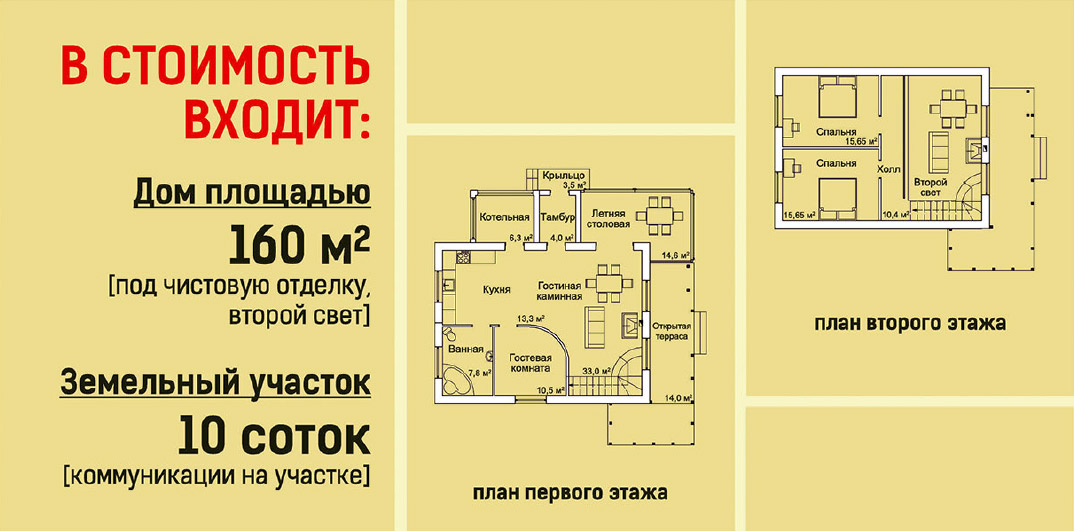 В СТОИМОСТЬ
ВХОДИТ:
Дом площадью
160 м²
[под чистовую отделку,
второй свет]
Земельный участок
10 соток
[коммуникации на участке]
Крыльцо
3,5 м²
Котельная
6,3 м²
Тамбур
4,0 м²
Летняя
столовая
14,6 м²
Кухня
13,3 м²
Гостиная
каминная
33,0 м²
Открытая
терраса
14,0 м²
Ванная
7,8 м²
Гостевая
комната
10,5 м²
план первого этажа
Спальня
15,65 м²
Спальня
15,65 м²
Холл
10,4 м²
Второй
свет
план второго этажа